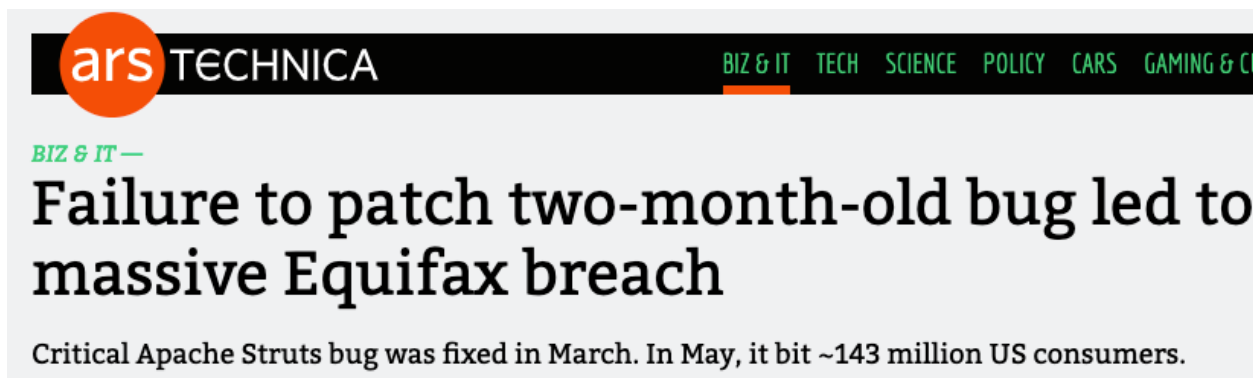 ars TECHNICA
BIZ & IT TECH SCIENCE POLICY CARS GAMING &
BIZ & IT —
Failure to patch two-month-old bug led to
massive Equifax breach
Critical Apache Struts bug was fixed in March. In May, it bit ~143 million US consumers.